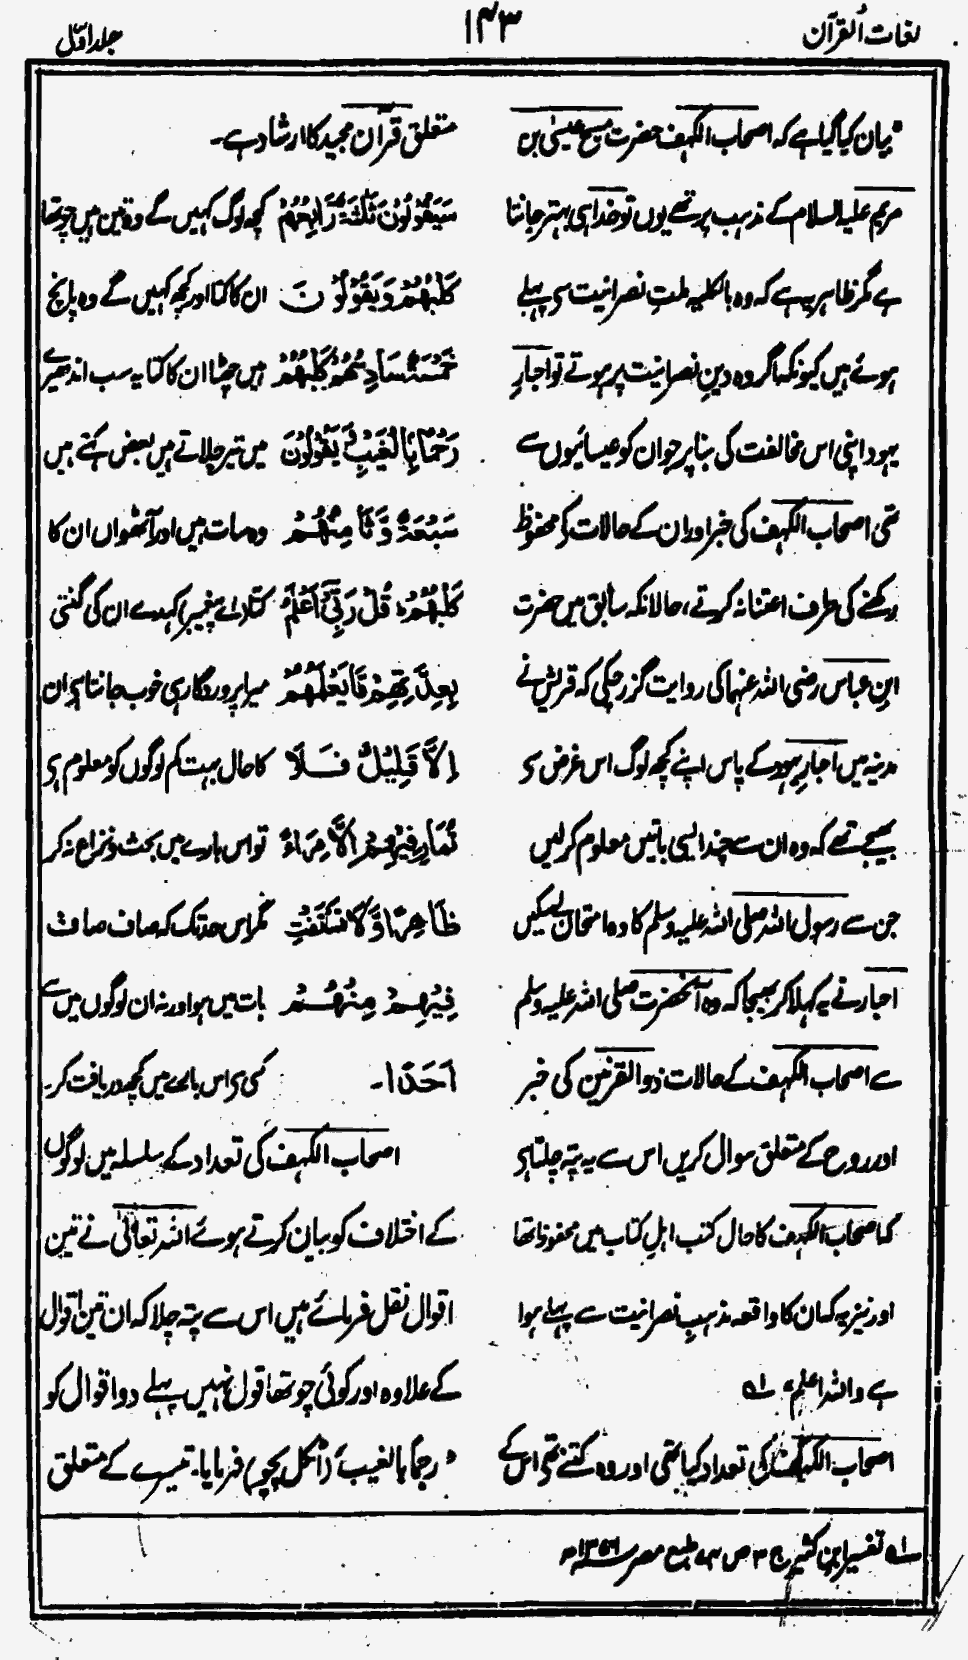 لغات القرآن
۱۴۳
جلد اوّل
"بیان کیا گیا ہے کہ اصحاب الکہف حضرت مسیح عیسیٰ بن
مریم علیہ السلام کے مذہب پر تھے یوں تو خدا ہی بہتر جانتا
ہے مگر ظاہر یہ ہے کہ وہ بالکلیہ ملتِ نصرانیت سے پہلے
ہوئے ہیں کیونکہ اگر وہ دینِ نصرانیت پر ہوتے تو احبارِ
یہود اپنی اس مخالفت کی بنا پر جو ان کو عیسائیوں سے
تھی اصحاب الکہف کی خبر اور ان کے حالات کو محفوظ
رکھنے کی طرف اعتنا نہ کرتے، حالانکہ سابق میں حضرت
ابن عباس رضی اللہ عنہما کی روایت گزر چکی کہ قریش نے
مدینہ میں احبارِ یہود کے پاس اپنے کچھ لوگ اس غرض سے
بھیجے تھے کہ وہ ان سے چند ایسی باتیں معلوم کر لیں
جن سے رسول اللہ صلی اللہ علیہ وسلم کا وہ امتحان لے سکیں
احبار نے یہ کہلا کر بھیجا کہ وہ آنحضرت صلی اللہ علیہ وسلم
سے اصحاب الکہف کے حالات ذوالقرنین کی خبر
اور روح کے متعلق سوال کریں اس سے یہ پتہ چلتا ہے
کہ اصحاب الکہف کا حال کتب اہلِ کتاب میں محفوظ تھا
اور نیز یہ کہ ان کا واقعہ مذہبِ نصرانیت سے پہلے ہوا
ہے واللہ اعلم" لہ
اصحاب الکہف کی تعداد کیا تھی اور وہ کتنے تھے اس کے
متعلق قرآن مجید کا ارشاد ہے۔
سَيَقُوْلُوْنَ ثَلٰثَةٌ رَّابِعُهُمْ کچھ لوگ کہیں گے وہ تین ہیں چوتھا
كَلْبُهُمْ وَيَقُوْلُوْنَ ان کا کتا اور کچھ کہیں گے وہ پانچ
خَمْسَةٌ سَادِسُهُمْ كَلْبُهُمْ ہیں چھٹا ان کا کتا یہ سب اندھیرے
رَجْمًا بِالْغَيْبِ يَقُوْلُوْنَ میں تیر چلاتے ہیں بعض کہتے ہیں
سَبْعَةٌ وَّثَامِنُهُمْ وہ سات ہیں اور آٹھواں ان کا
كَلْبُهُمْ، قُلْ رَبِّيْ اَعْلَمُ کتا (اے پیغمبر) کہدے ان کی گنتی
بِعِدَّتِهِمْ مَا يَعْلَمُهُمْ میرا پروردگار ہی خوب جانتا ہے ان
اِلَّا قَلِيْلٌ فَلَا کا حال بہت کم لوگوں کو معلوم ہے
تُمَارِ فِيْهِمْ اِلَّا مِرَاءً تو اس بارے میں بحث و نزاع نہ کر
ظَاهِرًا وَّلَا تَسْتَفْتِ مگر اس حد تک کہ صاف صاف
فِيْهِمْ مِنْهُمْ بات میں ہو اور نہ ان لوگوں میں سے
اَحَدًا۔ کسی سے اس بارے میں کچھ دریافت کر۔
اصحاب الکہف کی تعداد کے سلسلہ میں لوگوں
کے اختلاف کو بیان کرتے ہوئے اللہ تعالیٰ نے تین
اقوال نقل فرمائے ہیں اس سے پتہ چلا کہ ان تین اقوال
کے علاوہ اور کوئی چوتھا قول نہیں پہلے دو اقوال کو
"رجماً بالغیب" (اٹکل پچو) فرمایا۔ تیسرے کے متعلق
لہ تفسیر ابن کثیر ج ۳ ص ۷۴ طبع مصر ۱۳۵۶ھ